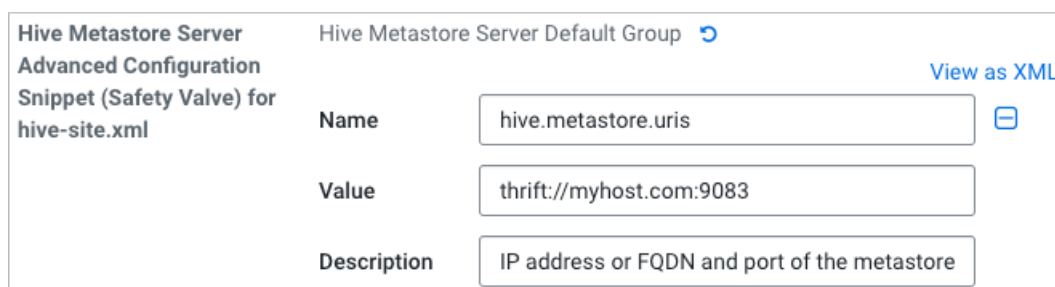 Hive Metastore Server
Advanced Configuration
Snippet (Safety Valve) for
hive-site.xml
Hive Metastore Server Default Group
View as XML
Name
hive.metastore.uris
Value
thrift://myhost.com:9083
Description
IP address or FQDN and port of the metastore